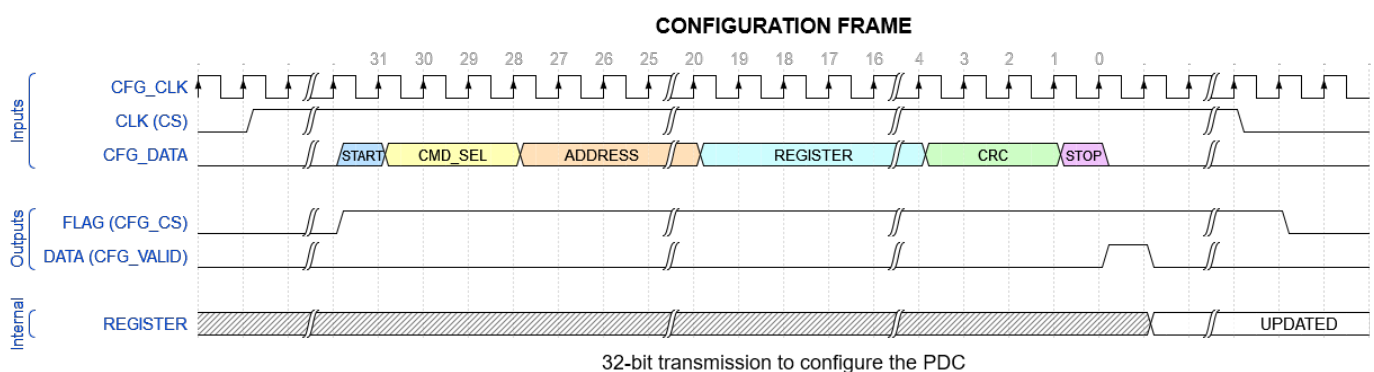 CONFIGURATION FRAME
31 30 29 28 27 26 25 20 19 18 17 16 4 3 2 1 0
Inputs
CFG_CLK
CLK (CS)
CFG_DATA START CMD_SEL ADDRESS REGISTER CRC STOP
Outputs
FLAG (CFG_CS)
DATA (CFG_VALID)
Internal
REGISTER UPDATED
32-bit transmission to configure the PDC